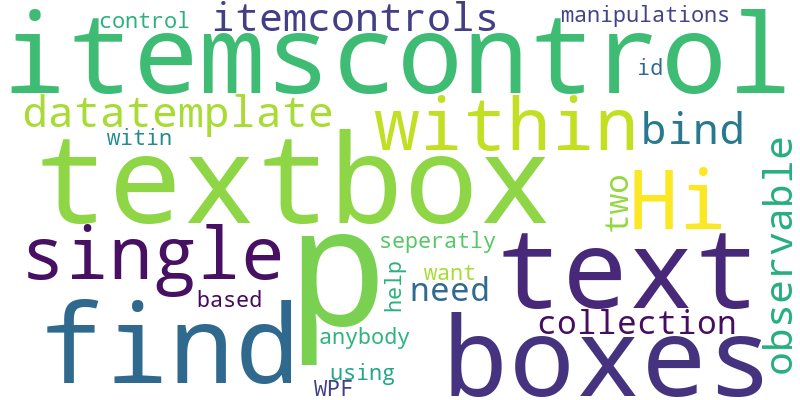 control
itemcontrols
manipulations
itemscontrol
id
datatemplate
within
bind
witin
textbox
observable
two
Hi
p
single
seperatly
text
want
help
need
based
find
collection
boxes
anybody
using
WPF